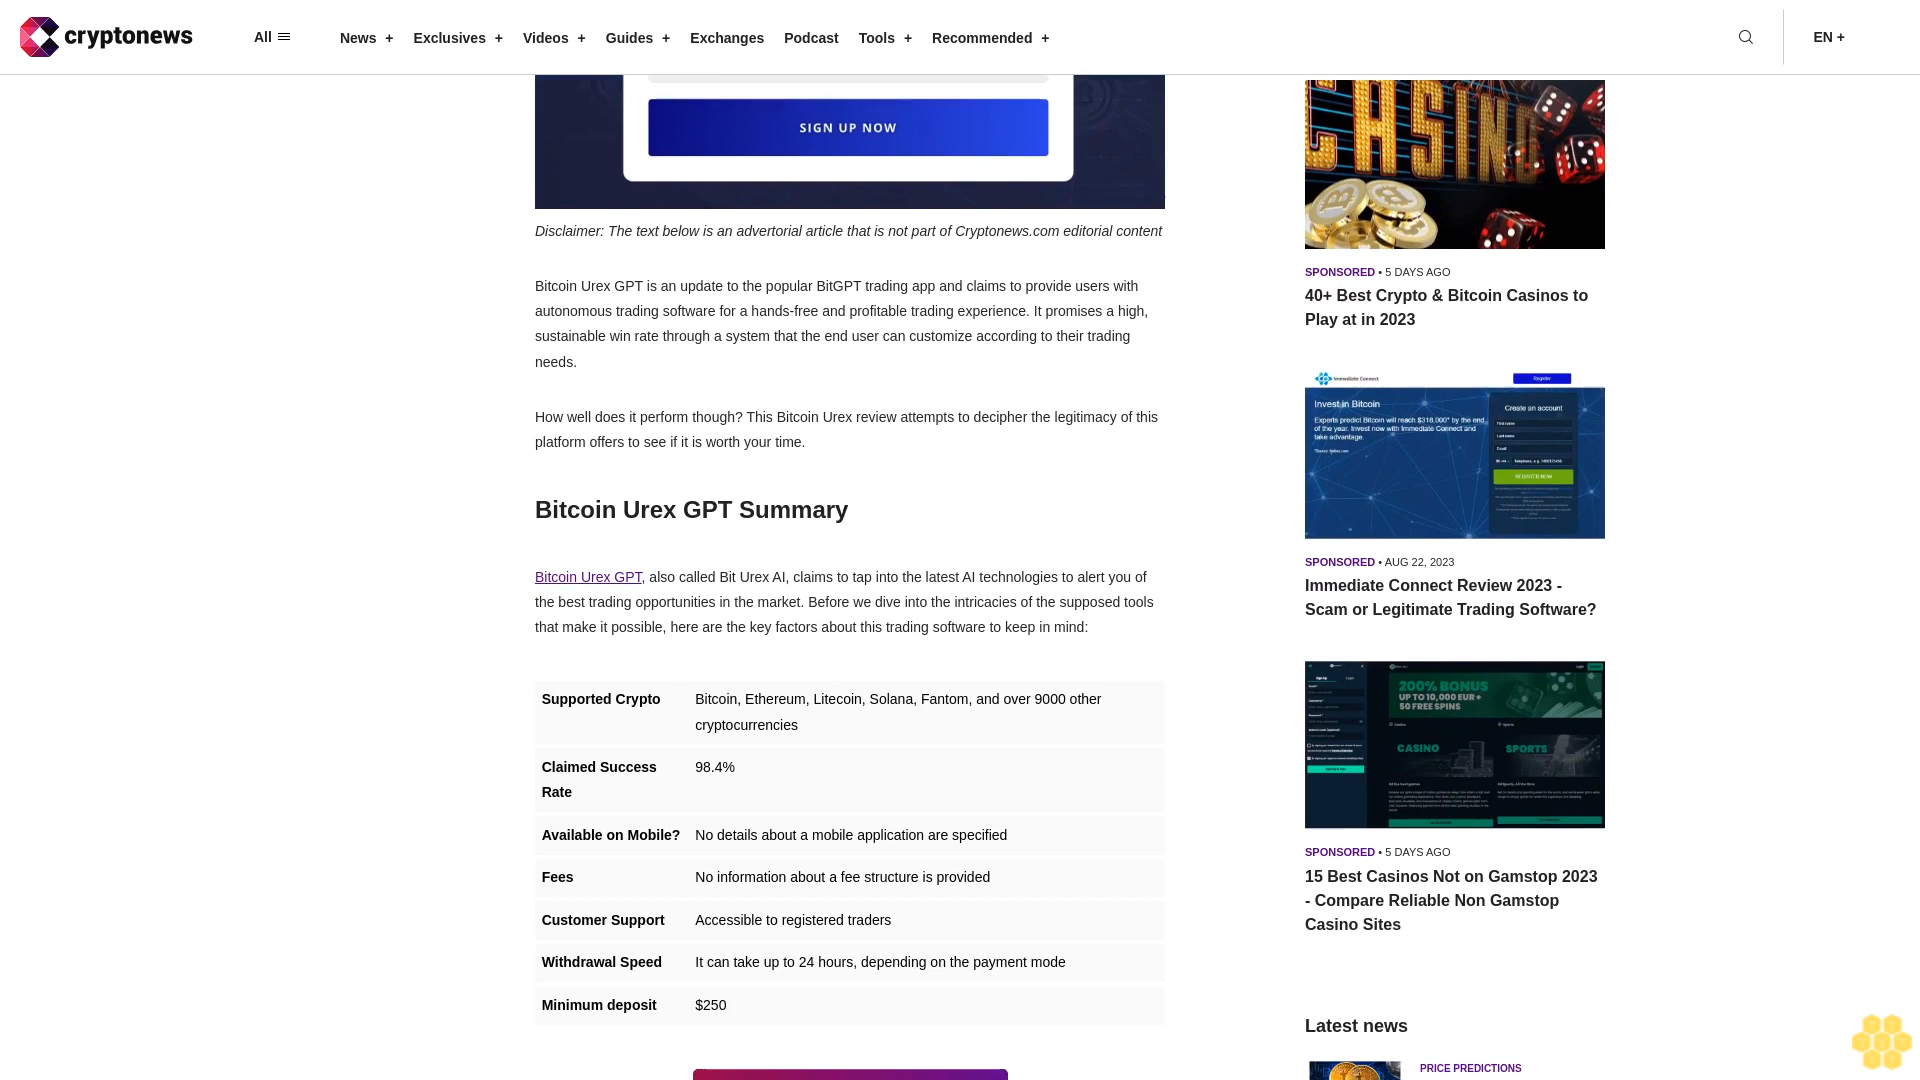 cryptonews
All
News +
Exclusives +
Videos +
Guides +
Exchanges
Podcast
Tools +
Recommended +
EN +
SIGN UP NOW
Disclaimer: The text below is an advertorial article that is not part of Cryptonews.com editorial content
Bitcoin Urex GPT is an update to the popular BitGPT trading app and claims to provide users with
autonomous trading software for a hands-free and profitable trading experience. It promises a high,
sustainable win rate through a system that the end user can customize according to their trading
needs.
How well does it perform though? This Bitcoin Urex review attempts to decipher the legitimacy of this
platform offers to see if it is worth your time.
Bitcoin Urex GPT Summary
Bitcoin Urex GPT, also called Bit Urex AI, claims to tap into the latest AI technologies to alert you of
the best trading opportunities in the market. Before we dive into the intricacies of the supposed tools
that make it possible, here are the key factors about this trading software to keep in mind:
Supported Crypto
Bitcoin, Ethereum, Litecoin, Solana, Fantom, and over 9000 other
cryptocurrencies
Claimed Success
Rate
98.4%
Available on Mobile?
No details about a mobile application are specified
Fees
No information about a fee structure is provided
Customer Support
Accessible to registered traders
Withdrawal Speed
It can take up to 24 hours, depending on the payment mode
Minimum deposit
$250
CASINO
SPONSORED • 5 DAYS AGO
40+ Best Crypto & Bitcoin Casinos to
Play at in 2023
Immediate Connect
Register
Invest in Bitcoin
Experts predict Bitcoin will reach $318,000* by the end
of the year. Invest now with Immediate Connect and
take advantage.
Create an account
First name
Last name
Email
REGISTER NOW
SPONSORED • AUG 22, 2023
Immediate Connect Review 2023 -
Scam or Legitimate Trading Software?
200% BONUS
UP TO 10,000 EUR +
50 FREE SPINS
CASINO
SPORTS
SPONSORED • 5 DAYS AGO
15 Best Casinos Not on Gamstop 2023
- Compare Reliable Non Gamstop
Casino Sites
Latest news
PRICE PREDICTIONS